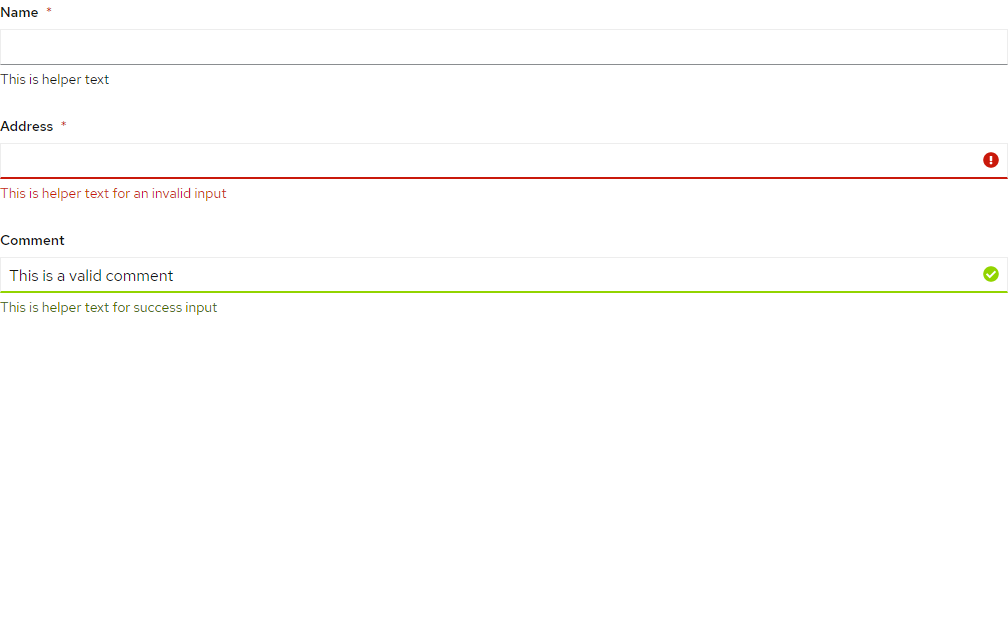 Name *
This is helper text
Address *
This is helper text for an invalid input
Comment
This is a valid comment
This is helper text for success input